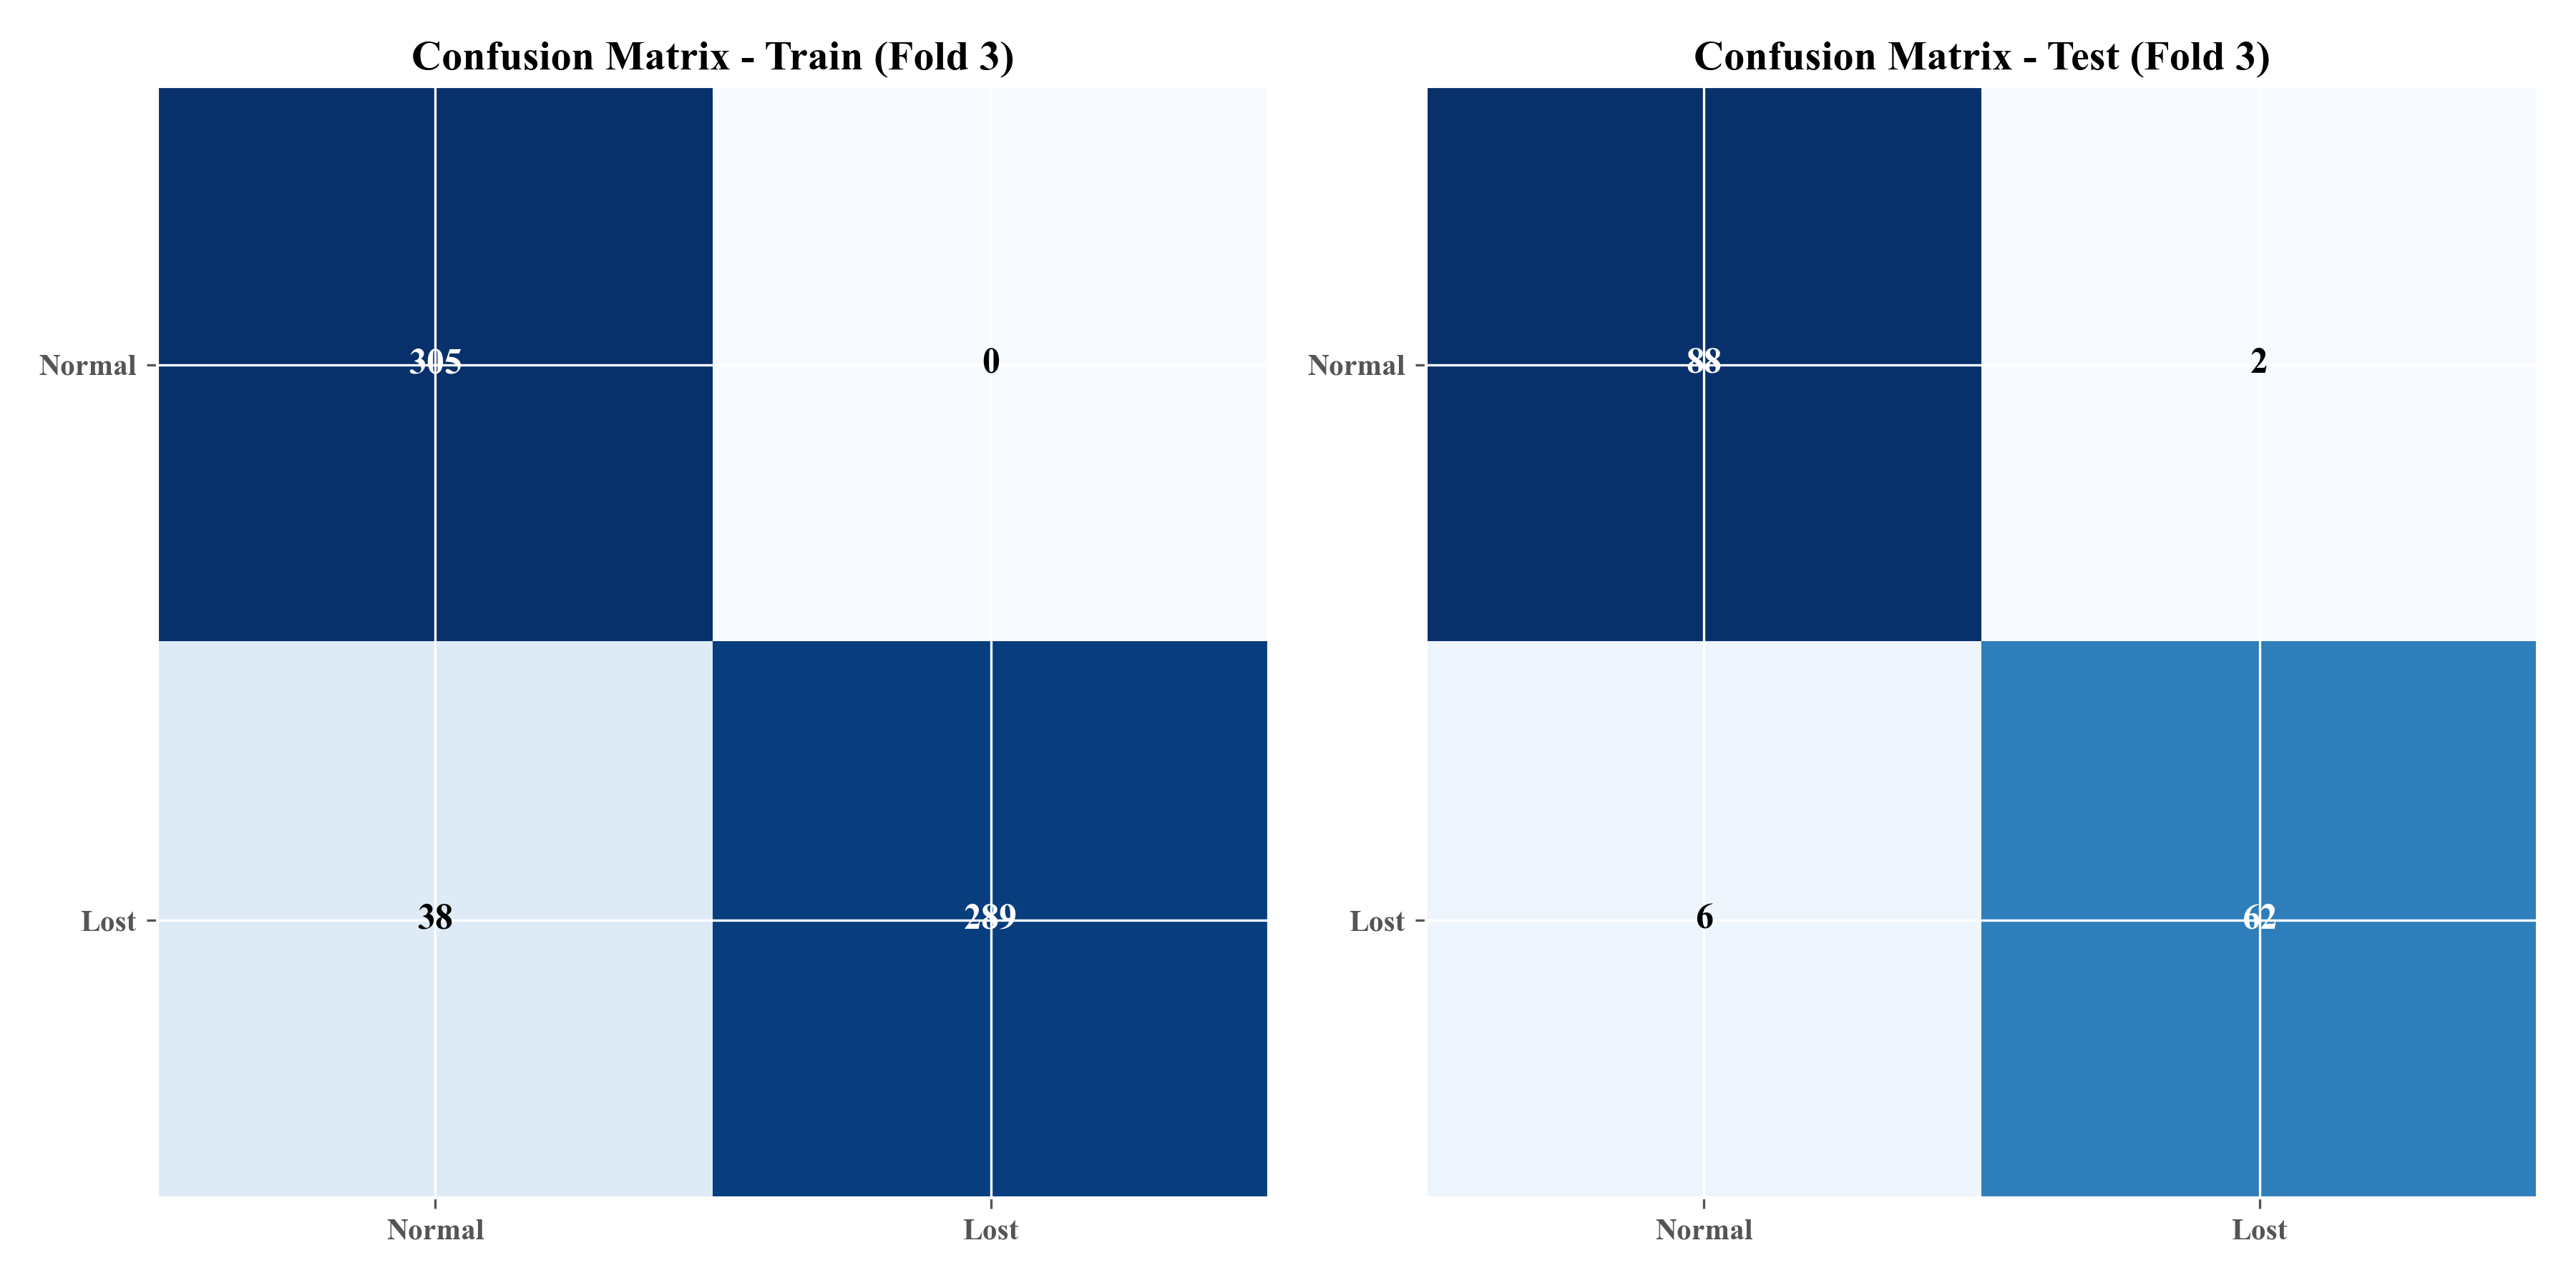 Confusion Matrix - Train (Fold 3)
Normal
305
0
Lost
38
289
Normal
Lost
Confusion Matrix - Test (Fold 3)
Normal
88
2
Lost
6
62
Normal
Lost